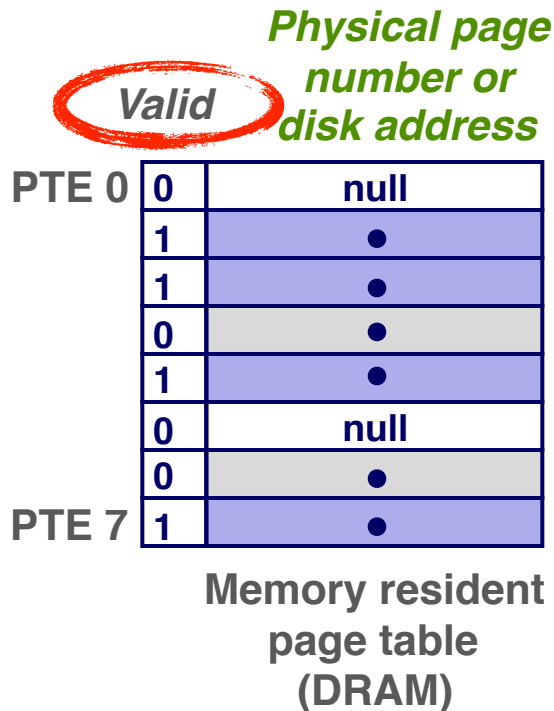 Physical page
number or
disk address
Valid
PTE 0 0 null
1
1
0
1
0 null
0
PTE 7 1
Memory resident
page table
(DRAM)